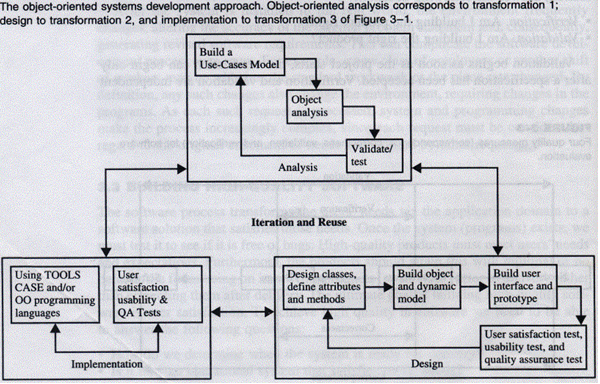 The object-oriented systems development approach. Object-oriented analysis corresponds to transformation 1;
design to transformation 2, and implementation to transformation 3 of Figure 3–1.
Build a
Use-Cases Model
Object
analysis
Validate/
test
Analysis
Iteration and Reuse
Using TOOLS
CASE and/or
OO programming
languages
User
satisfaction
usability &
QA Tests
Implementation
Design classes,
define attributes
and methods
Build object
and dynamic
model
Build user
interface and
prototype
User satisfaction test,
usability test, and
quality assurance test
Design